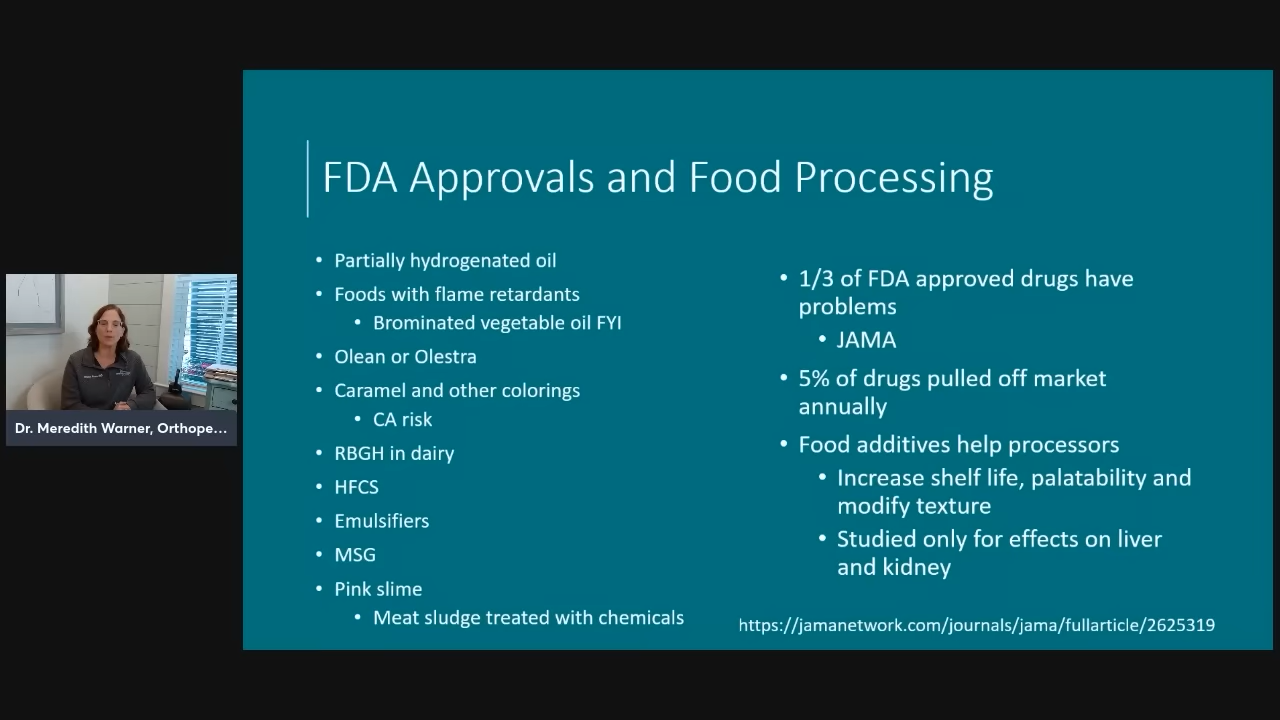 FDA Approvals and Food Processing
• Partially hydrogenated oil
• Foods with flame retardants
• Brominated vegetable oil FYI
• Olean or Olestra
• Caramel and other colorings
• CA risk
• RBGH in dairy
• HFCS
• Emulsifiers
• MSG
• Pink slime
• Meat sludge treated with chemicals
• 1/3 of FDA approved drugs have
problems
• JAMA
• 5% of drugs pulled off market
annually
• Food additives help processors
• Increase shelf life, palatability and
modify texture
• Studied only for effects on liver
and kidney
https://jamanetwork.com/journals/jama/fullarticle/2625319
Dr. Meredith Warner, Orthope...